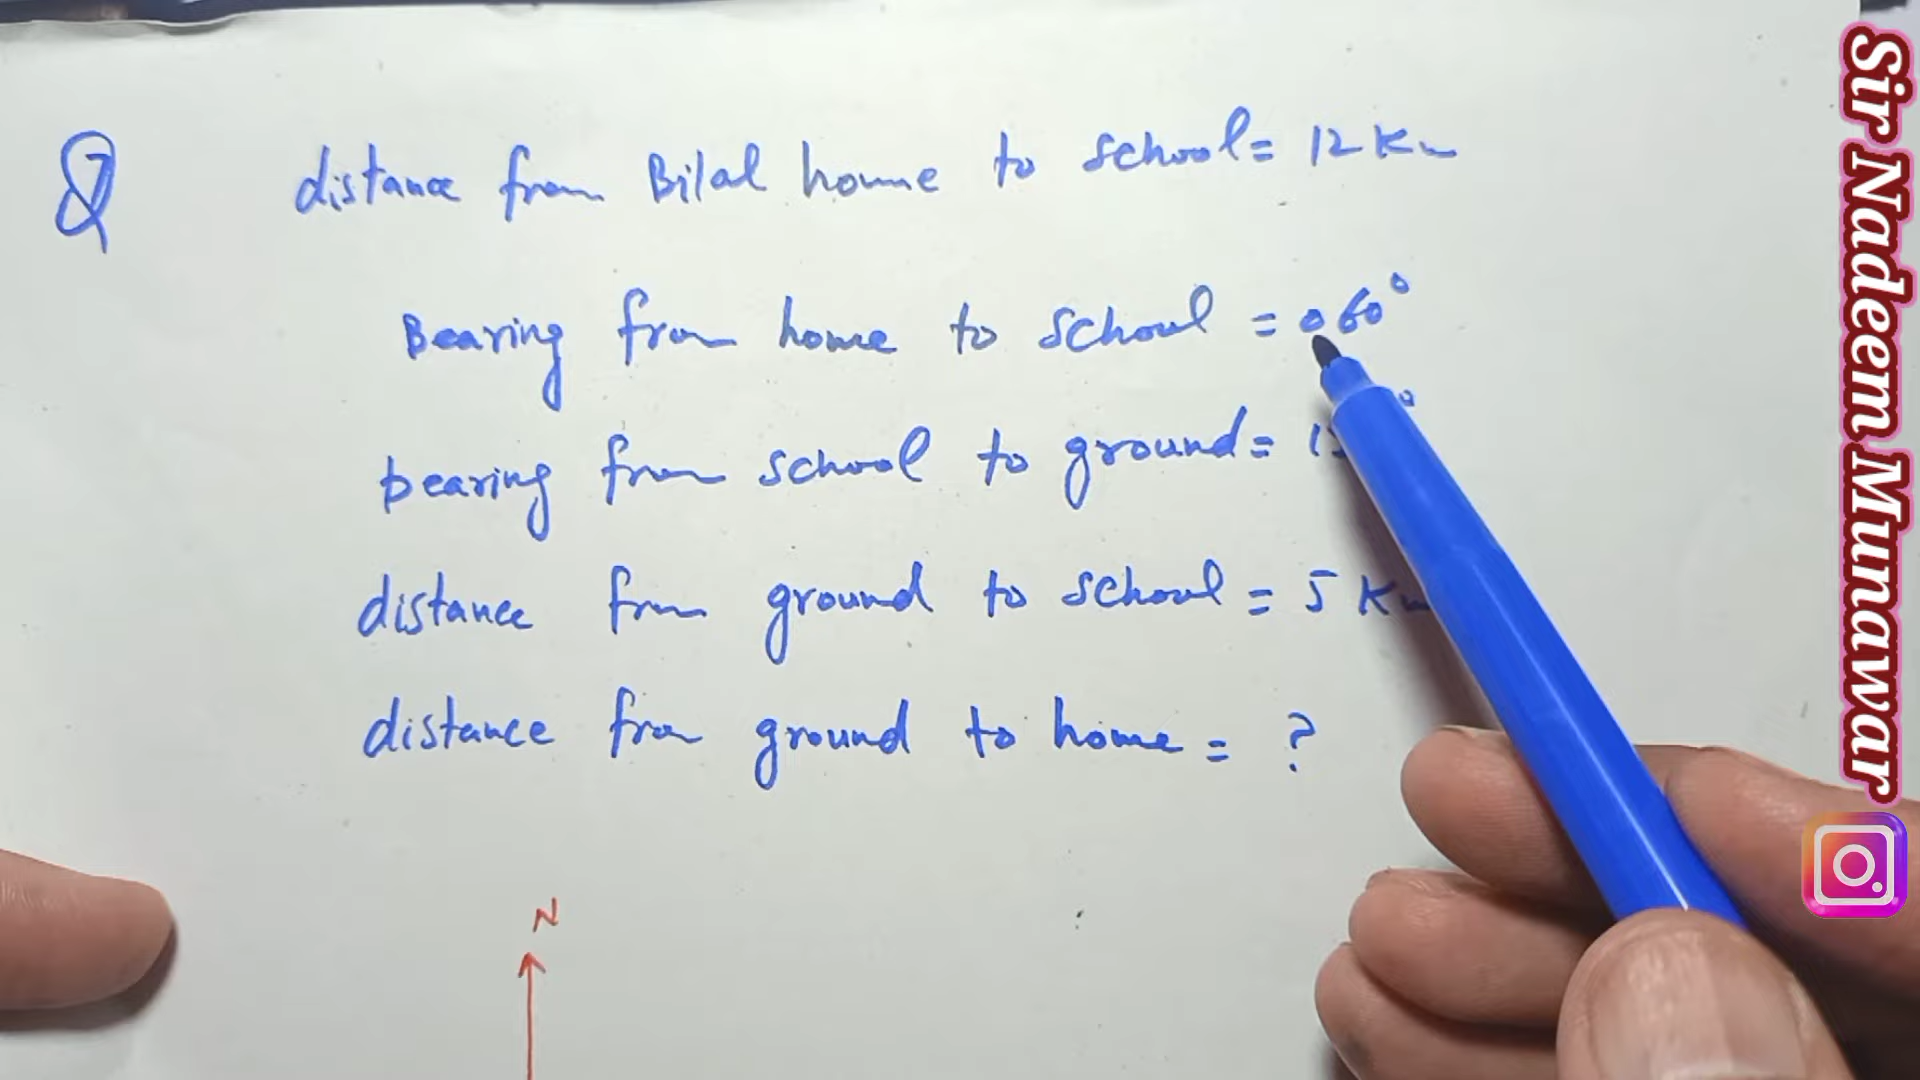 Q distance from Bilal home to school = 12 Km
Bearing from home to school = 060°
bearing from school to ground =
distance from ground to school = 5 Km
distance from ground to home = ?
N
Sir Nadeem Munawar